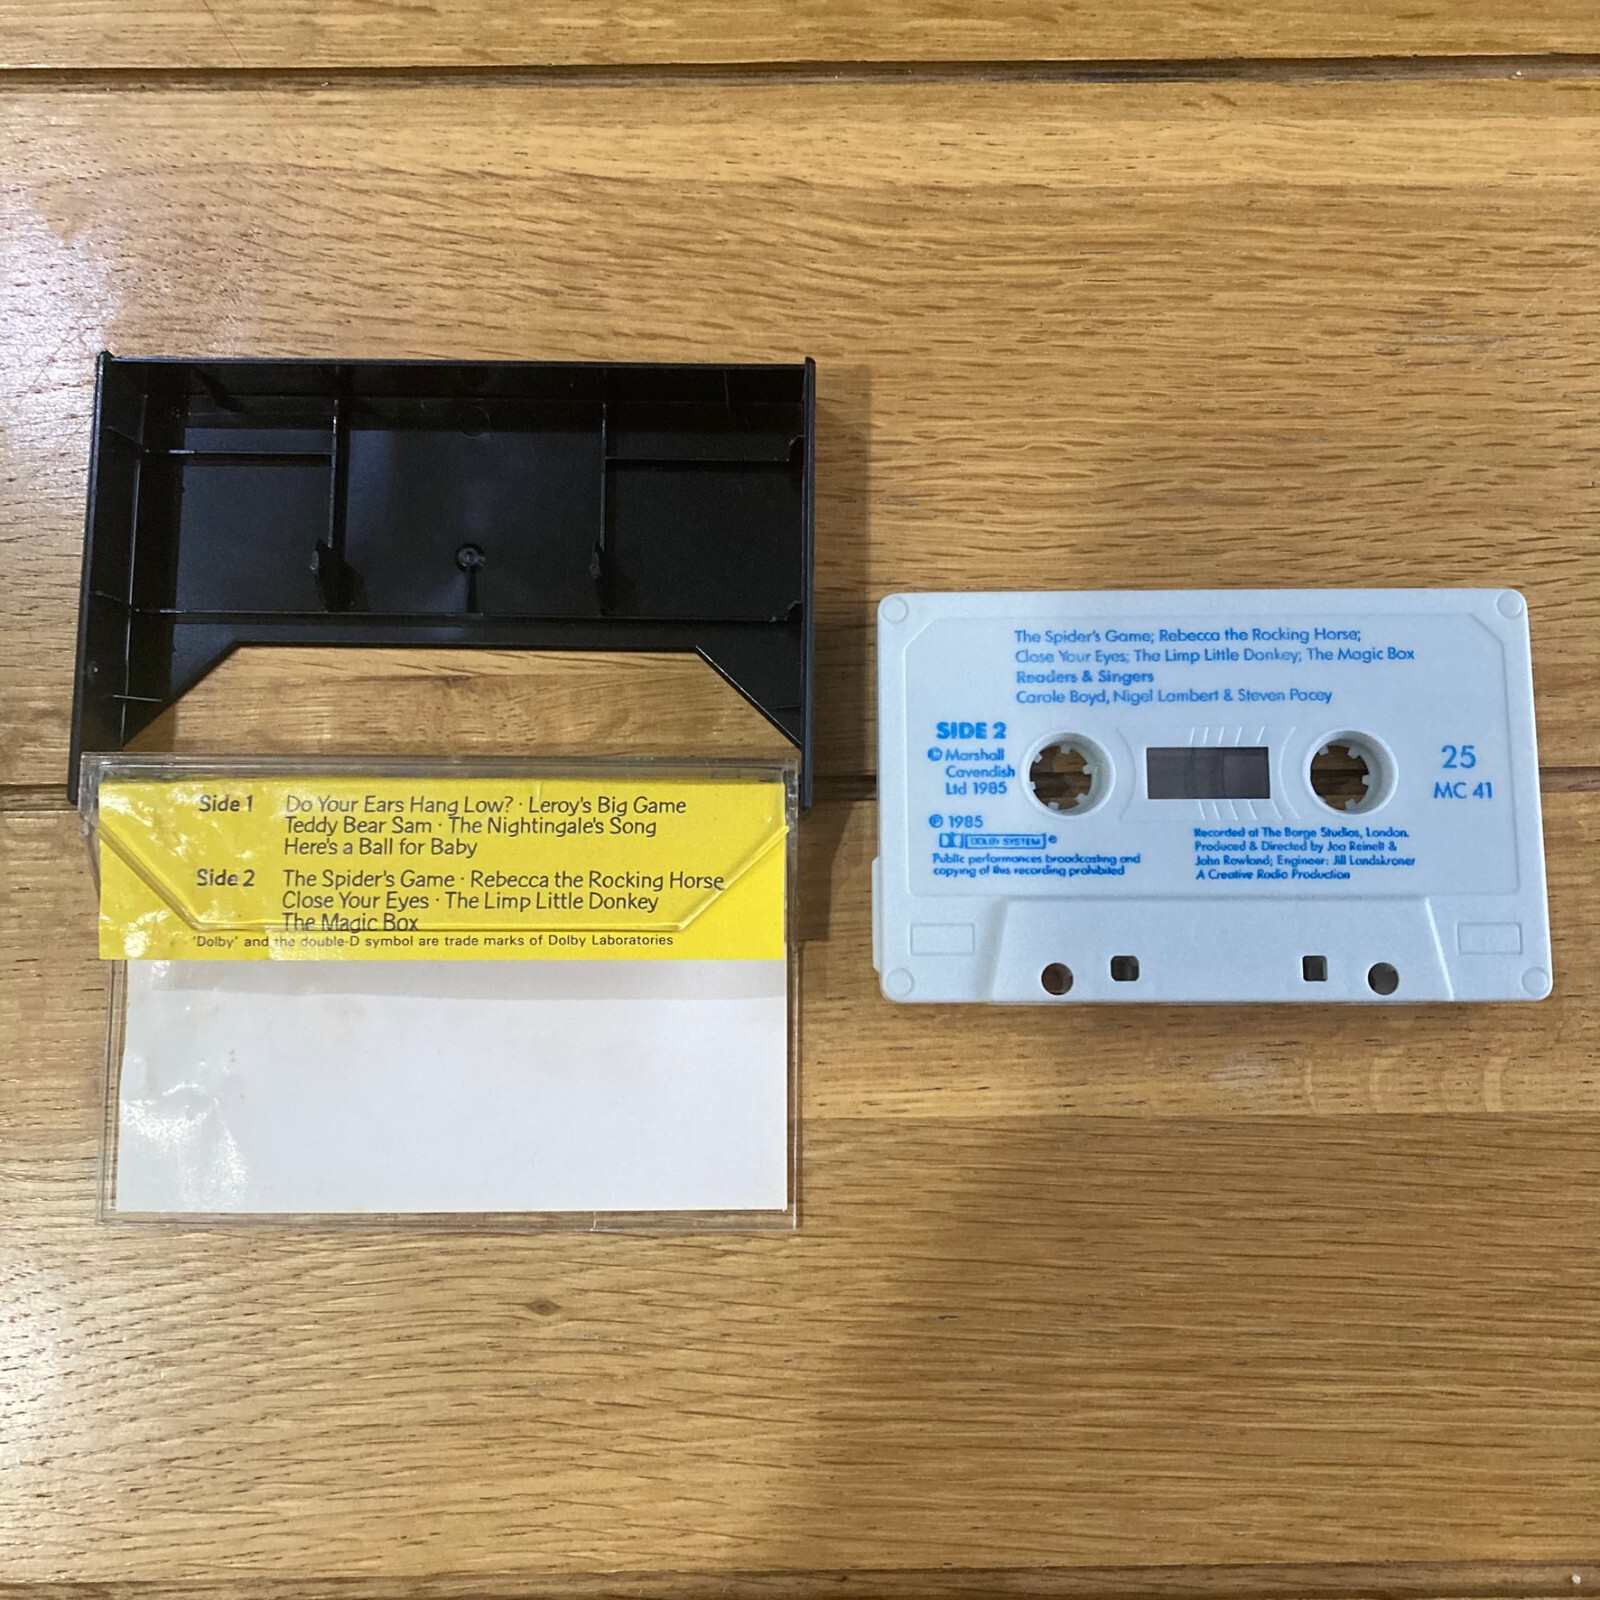 Side 1 Do Your Ears Hang Low? · Leroy's Big Game
Teddy Bear Sam · The Nightingale's Song
Here's a Ball for Baby
Side 2 The Spider's Game · Rebecca the Rocking Horse
Close Your Eyes · The Limp Little Donkey
The Magic Box
'Dolby' and the double-D symbol are trade marks of Dolby Laboratories
The Spider's Game; Rebecca the Rocking Horse;
Close Your Eyes; The Limp Little Donkey; The Magic Box
Readers & Singers
Carole Boyd, Nigel Lambert & Steven Pacey
SIDE 2
© Marshall
Cavendish
Ltd 1985
25
MC 41
℗ 1985
DOLBY SYSTEM ®
Public performances broadcasting and
copying of this recording prohibited
Recorded at The Barge Studios, London.
Produced & Directed by Joa Reinelt &
John Rowland; Engineer: Jill Landskroner
A Creative Radio Production